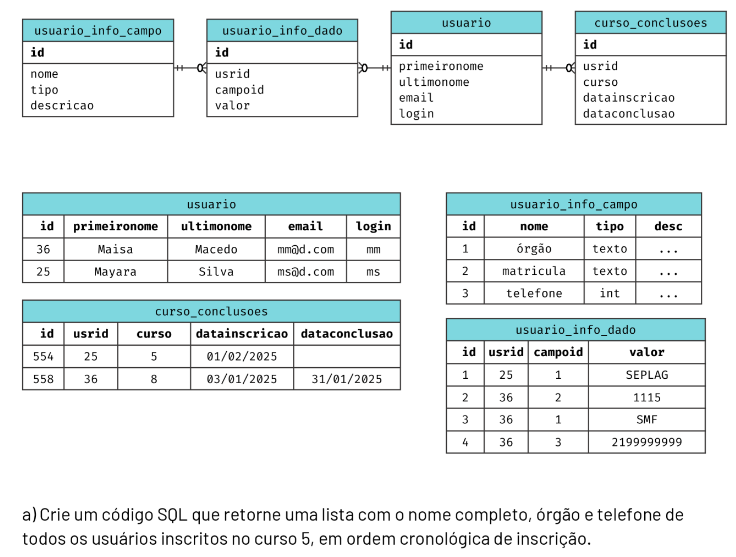 usuario_info_campo
id
nome
tipo
descricao
usuario_info_dado
id
usrid
campoid
valor
usuario
id
primeironome
ultimonome
email
login
curso_conclusoes
id
usrid
curso
datainscricao
dataconclusao
usuario
id primeironome ultimonome email login
36 Maisa Macedo mm@d.com mm
25 Mayara Silva ms@d.com ms
curso_conclusoes
id usrid curso datainscricao dataconclusao
554 25 5 01/02/2025
558 36 8 03/01/2025 31/01/2025
usuario_info_campo
id nome tipo desc
1 órgão texto ...
2 matricula texto ...
3 telefone int ...
usuario_info_dado
id usrid campoid valor
1 25 1 SEPLAG
2 36 2 1115
3 36 1 SMF
4 36 3 2199999999
a) Crie um código SQL que retorne uma lista com o nome completo, órgão e telefone de
todos os usuários inscritos no curso 5, em ordem cronológica de inscrição.